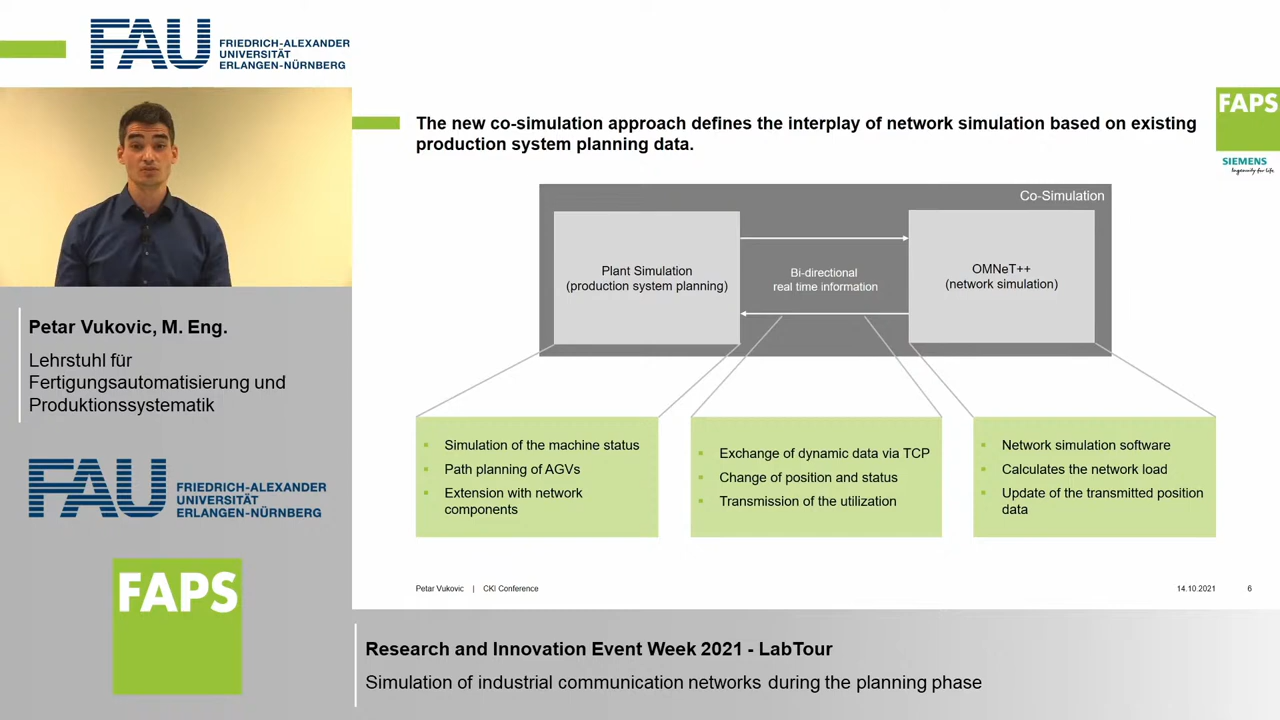 FAU
FRIEDRICH-ALEXANDER
UNIVERSITÄT
ERLANGEN-NÜRNBERG
The new co-simulation approach defines the interplay of network simulation based on existing
production system planning data.
FAPS
SIEMENS
Ingenuity for life
Co-Simulation
Plant Simulation
(production system planning)
Bi-directional
real time information
OMNeT++
(network simulation)
Simulation of the machine status
Path planning of AGVs
Extension with network
components
Exchange of dynamic data via TCP
Change of position and status
Transmission of the utilization
Network simulation software
Calculates the network load
Update of the transmitted position
data
Petar Vukovic | CKI Conference
14.10.2021
6
Petar Vukovic, M. Eng.
Lehrstuhl für
Fertigungsautomatisierung und
Produktionssystematik
FAU
FRIEDRICH-ALEXANDER
UNIVERSITÄT
ERLANGEN-NÜRNBERG
FAPS
Research and Innovation Event Week 2021 - LabTour
Simulation of industrial communication networks during the planning phase